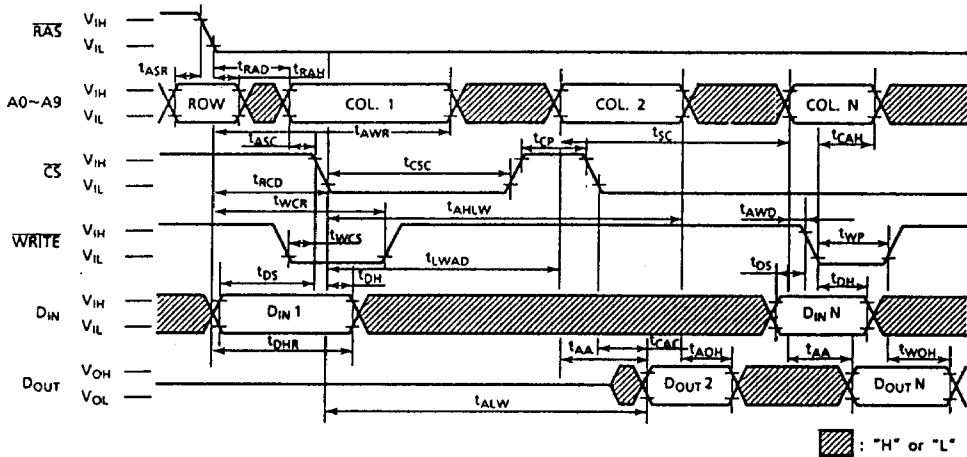 RAS VIH
VIL
tASR tRAD tRAH
A0~A9 VIH
VIL
ROW COL. 1 COL. 2 COL. N
tAWR
tASC tCP tSC tCAH
CS VIH
VIL
tCSC
tRCD
tWCR tAHLW tAWD
WRITE VIH
VIL
tWCS tWP
tLWAD
tDS tDH tDS tDH
DIN VIH
VIL
DIN 1 DIN N
tDHR tAA tCAC tAOH tAA tWOH
DOUT VOH
VOL
DOUT 2 DOUT N
tALW
: "H" or "L"